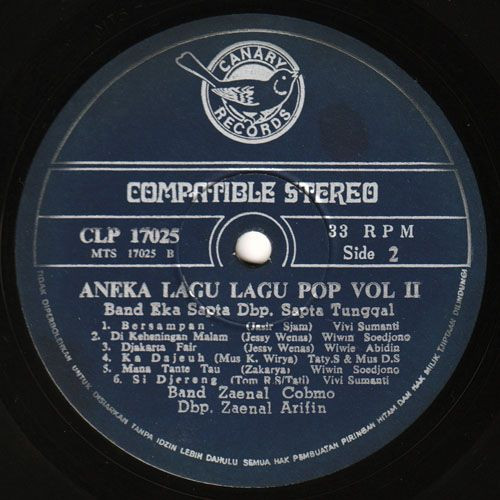 CANARY
RECORDS
COMPATIBLE STEREO
CLP 17025
MTS 17025 B
33 RPM
Side 2
ANEKA LAGU LAGU POP VOL II
Band Eka Sapta Dbp. Sapta Tunggal
1. Bersampan (Jasir Sjam) Vivi Sumanti
2. Di Keheningan Malam (Jessy Wenas) Wiwin Soedjono
3. Djakarta Fair (Jessy Wenas) Wiwie Abidin
4. Ka Dajeuh (Mus K. Wirya) Taty.S & Mus D.S
5. Mana Tante Tau (Zakarya) Wiwin Soedjono
6. Si Djereng (Tom R.S/Tati) Vivi Sumanti
Band Zaenal Cobmo
Dbp. Zaenal Arifin
TIDAK DIPERBOLEHKAN UNTUK DISIARKAN TANPA IDZIN LEBIH DAHULU SEMUA HAK PEMBUATAN PIRINGAN HITAM DAN HAK MILIK CIPTAAN DILINDUNGI